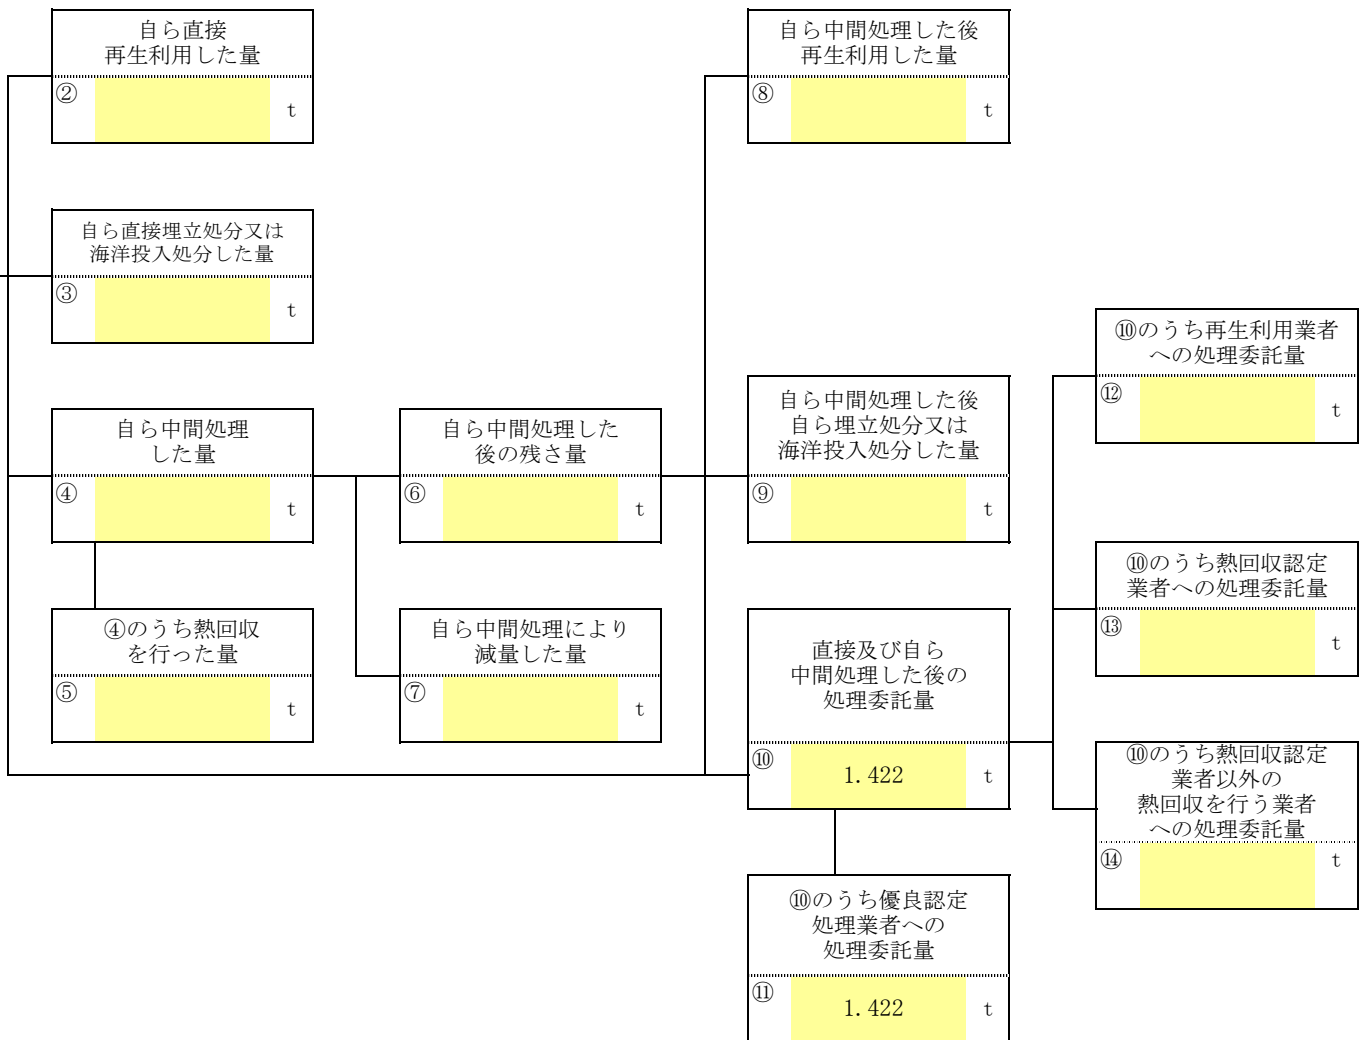 自ら直接
再生利用した量
②
t
自ら中間処理した後
再生利用した量
⑧
t
自ら直接埋立処分又は
海洋投入処分した量
③
t
⑩のうち再生利用業者
への処理委託量
⑫
t
自ら中間処理
した量
④
t
自ら中間処理した
後の残さ量
⑥
t
自ら中間処理した後
自ら埋立処分又は
海洋投入処分した量
⑨
t
⑩のうち熱回収認定
業者への処理委託量
⑬
t
④のうち熱回収
を行った量
⑤
t
自ら中間処理により
減量した量
⑦
t
直接及び自ら
中間処理した後の
処理委託量
⑩
1.422
t
⑩のうち熱回収認定
業者以外の
熱回収を行う業者
への処理委託量
⑭
t
⑩のうち優良認定
処理業者への
処理委託量
⑪
1.422
t